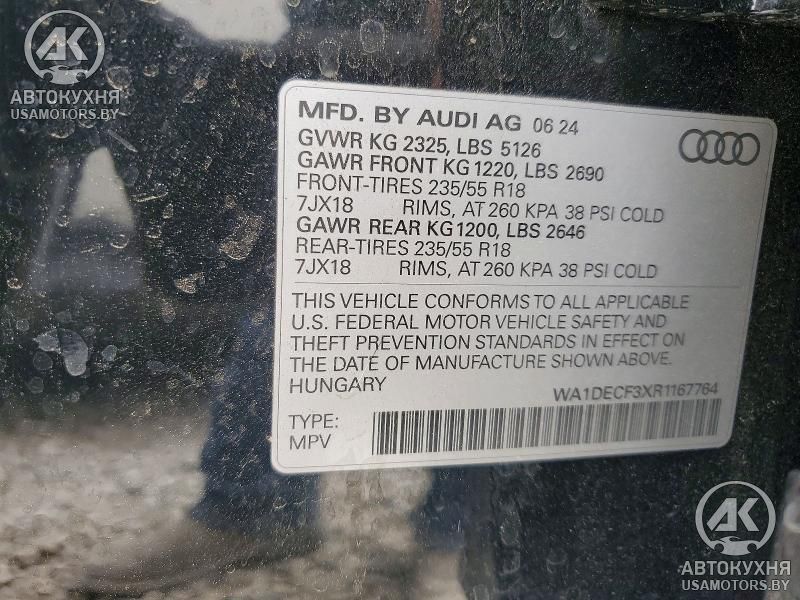 AK
АВТОКУХНЯ
USAMOTORS.BY
MFD. BY AUDI AG 06 24
GVWR KG 2325, LBS 5126
GAWR FRONT KG 1220, LBS 2690
FRONT-TIRES 235/55 R18
7JX18 RIMS, AT 260 KPA 38 PSI COLD
GAWR REAR KG 1200, LBS 2646
REAR-TIRES 235/55 R18
7JX18 RIMS, AT 260 KPA 38 PSI COLD
THIS VEHICLE CONFORMS TO ALL APPLICABLE
U.S. FEDERAL MOTOR VEHICLE SAFETY AND
THEFT PREVENTION STANDARDS IN EFFECT ON
THE DATE OF MANUFACTURE SHOWN ABOVE.
HUNGARY
WA1DECF3XR1167764
TYPE:
MPV
AK
АВТОКУХНЯ
USAMOTORS.BY